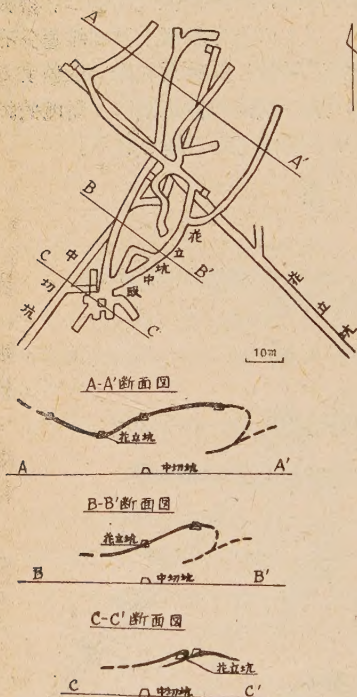 A
A'
B
B'
C
C
中切坑
花立中段坑
花立坑
10m
A-A'断面図
花立坑
A 中切坑 A'
B-B'断面図
花立坑
B 中切坑 B'
C-C'断面図
花立坑
C 中切坑 C'